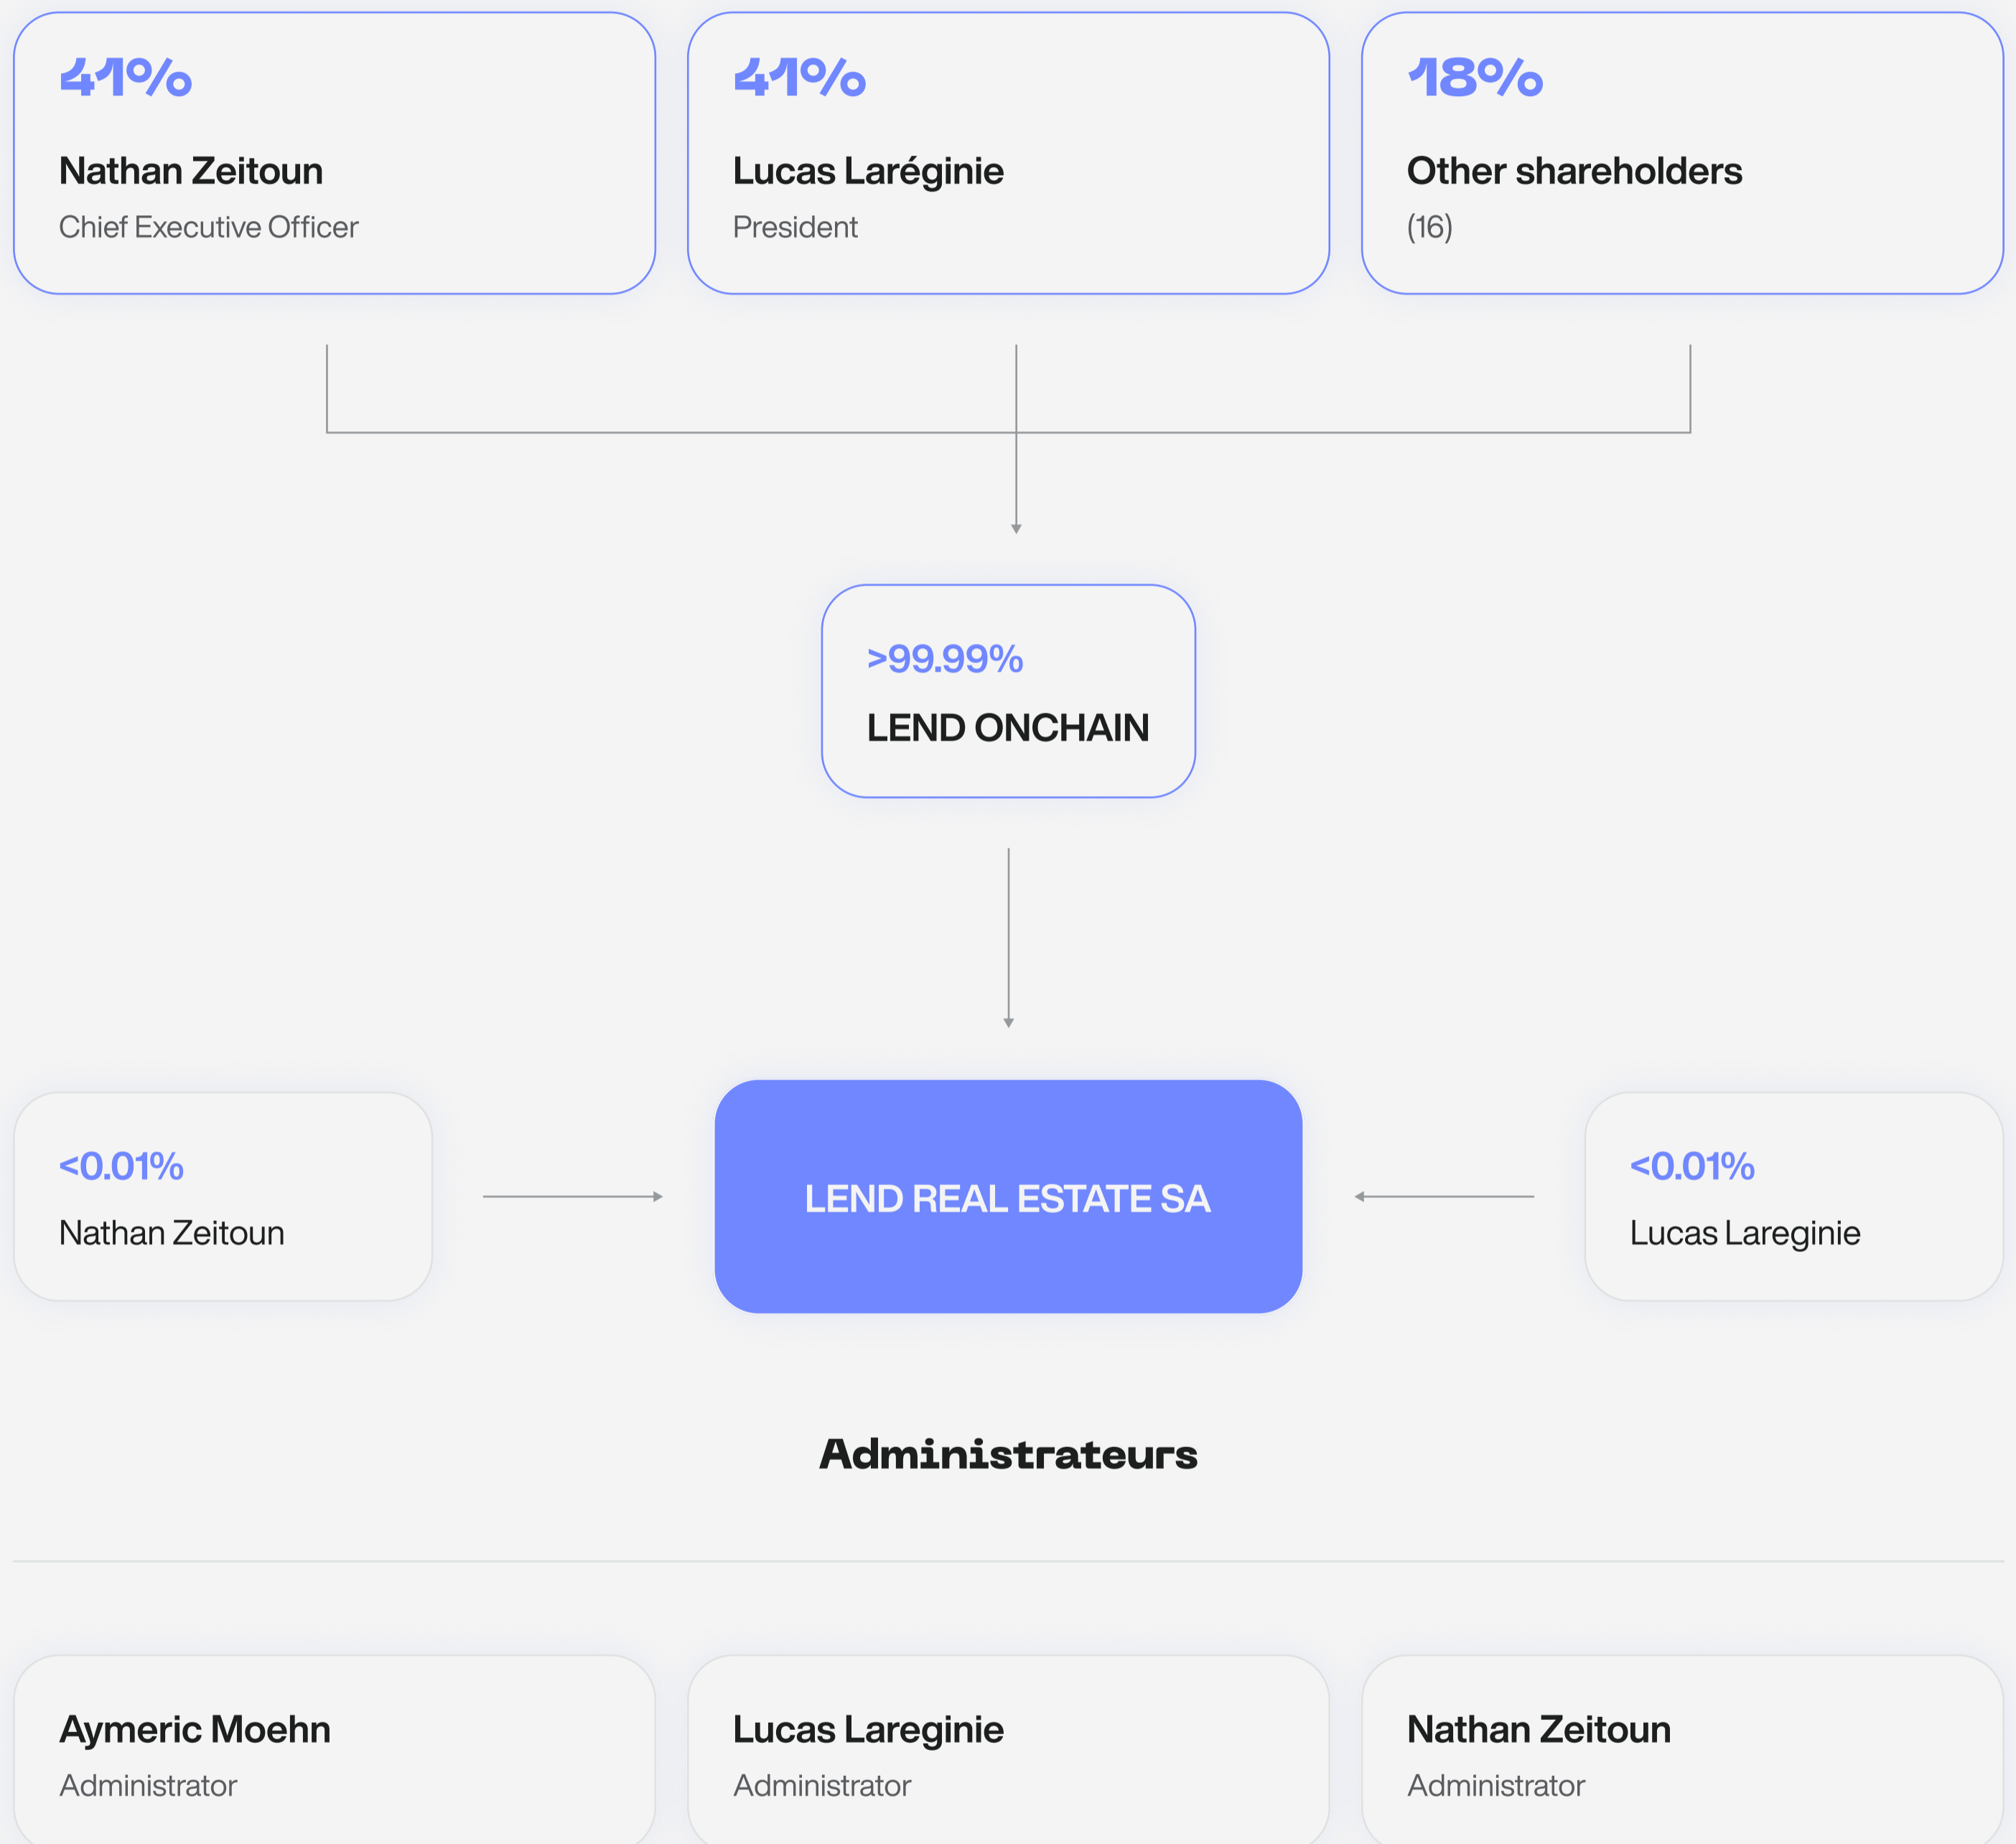 41%
Nathan Zeitoun
Chief Executive Officer
41%
Lucas Laréginie
President
18%
Other shareholders
(16)
>99.99%
LEND ONCHAIN
<0.01%
Nathan Zeitoun
LEND REAL ESTATE SA
<0.01%
Lucas Lareginie
Administrateurs
Aymeric Moehn
Administrator
Lucas Lareginie
Administrator
Nathan Zeitoun
Administrator